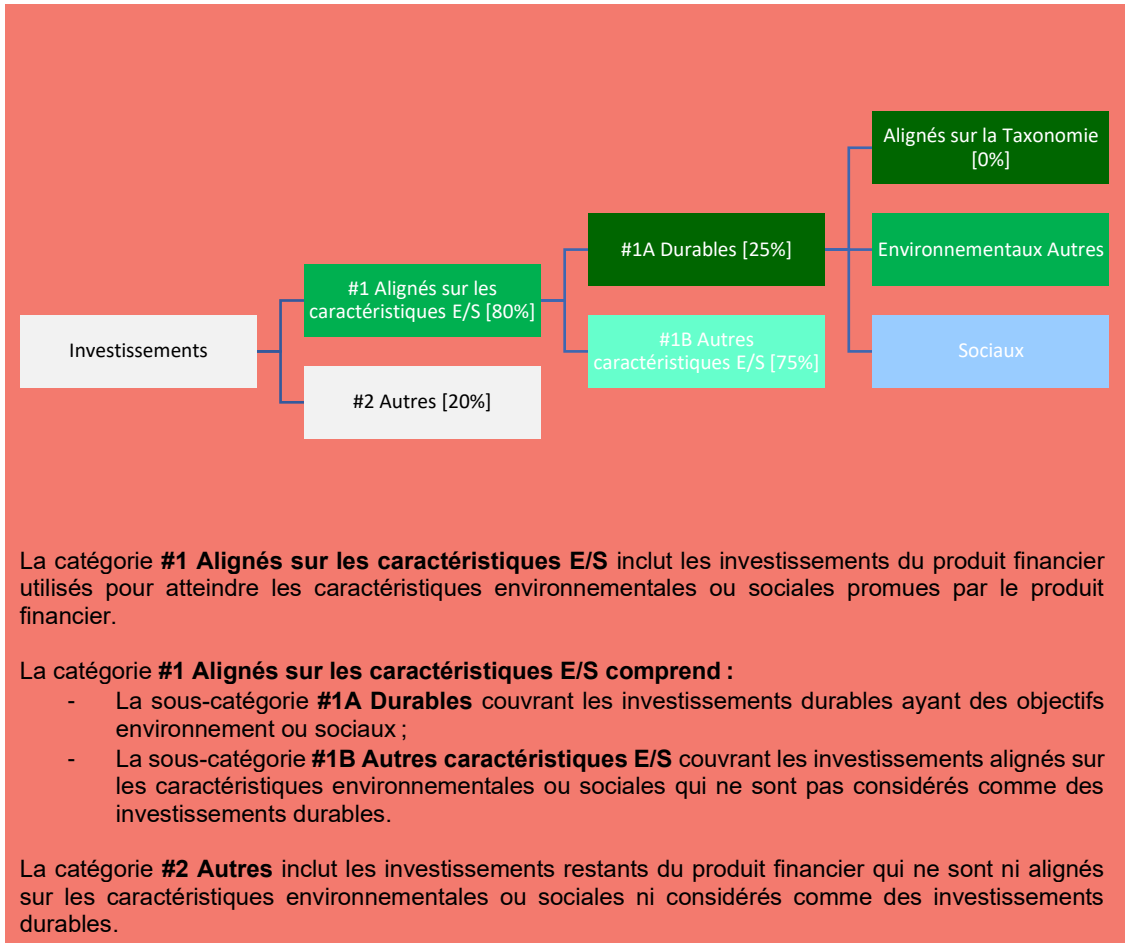 Alignés sur la Taxonomie
[0%]
#1A Durables [25%]
Environnementaux Autres
#1 Alignés sur les
caractéristiques E/S [80%]
Investissements
#1B Autres
caractéristiques E/S [75%]
Sociaux
#2 Autres [20%]
La catégorie #1 Alignés sur les caractéristiques E/S inclut les investissements du produit financier
utilisés pour atteindre les caractéristiques environnementales ou sociales promues par le produit
financier.
La catégorie #1 Alignés sur les caractéristiques E/S comprend :
- La sous-catégorie #1A Durables couvrant les investissements durables ayant des objectifs
environnement ou sociaux ;
- La sous-catégorie #1B Autres caractéristiques E/S couvrant les investissements alignés sur
les caractéristiques environnementales ou sociales qui ne sont pas considérés comme des
investissements durables.
La catégorie #2 Autres inclut les investissements restants du produit financier qui ne sont ni alignés
sur les caractéristiques environnementales ou sociales ni considérés comme des investissements
durables.